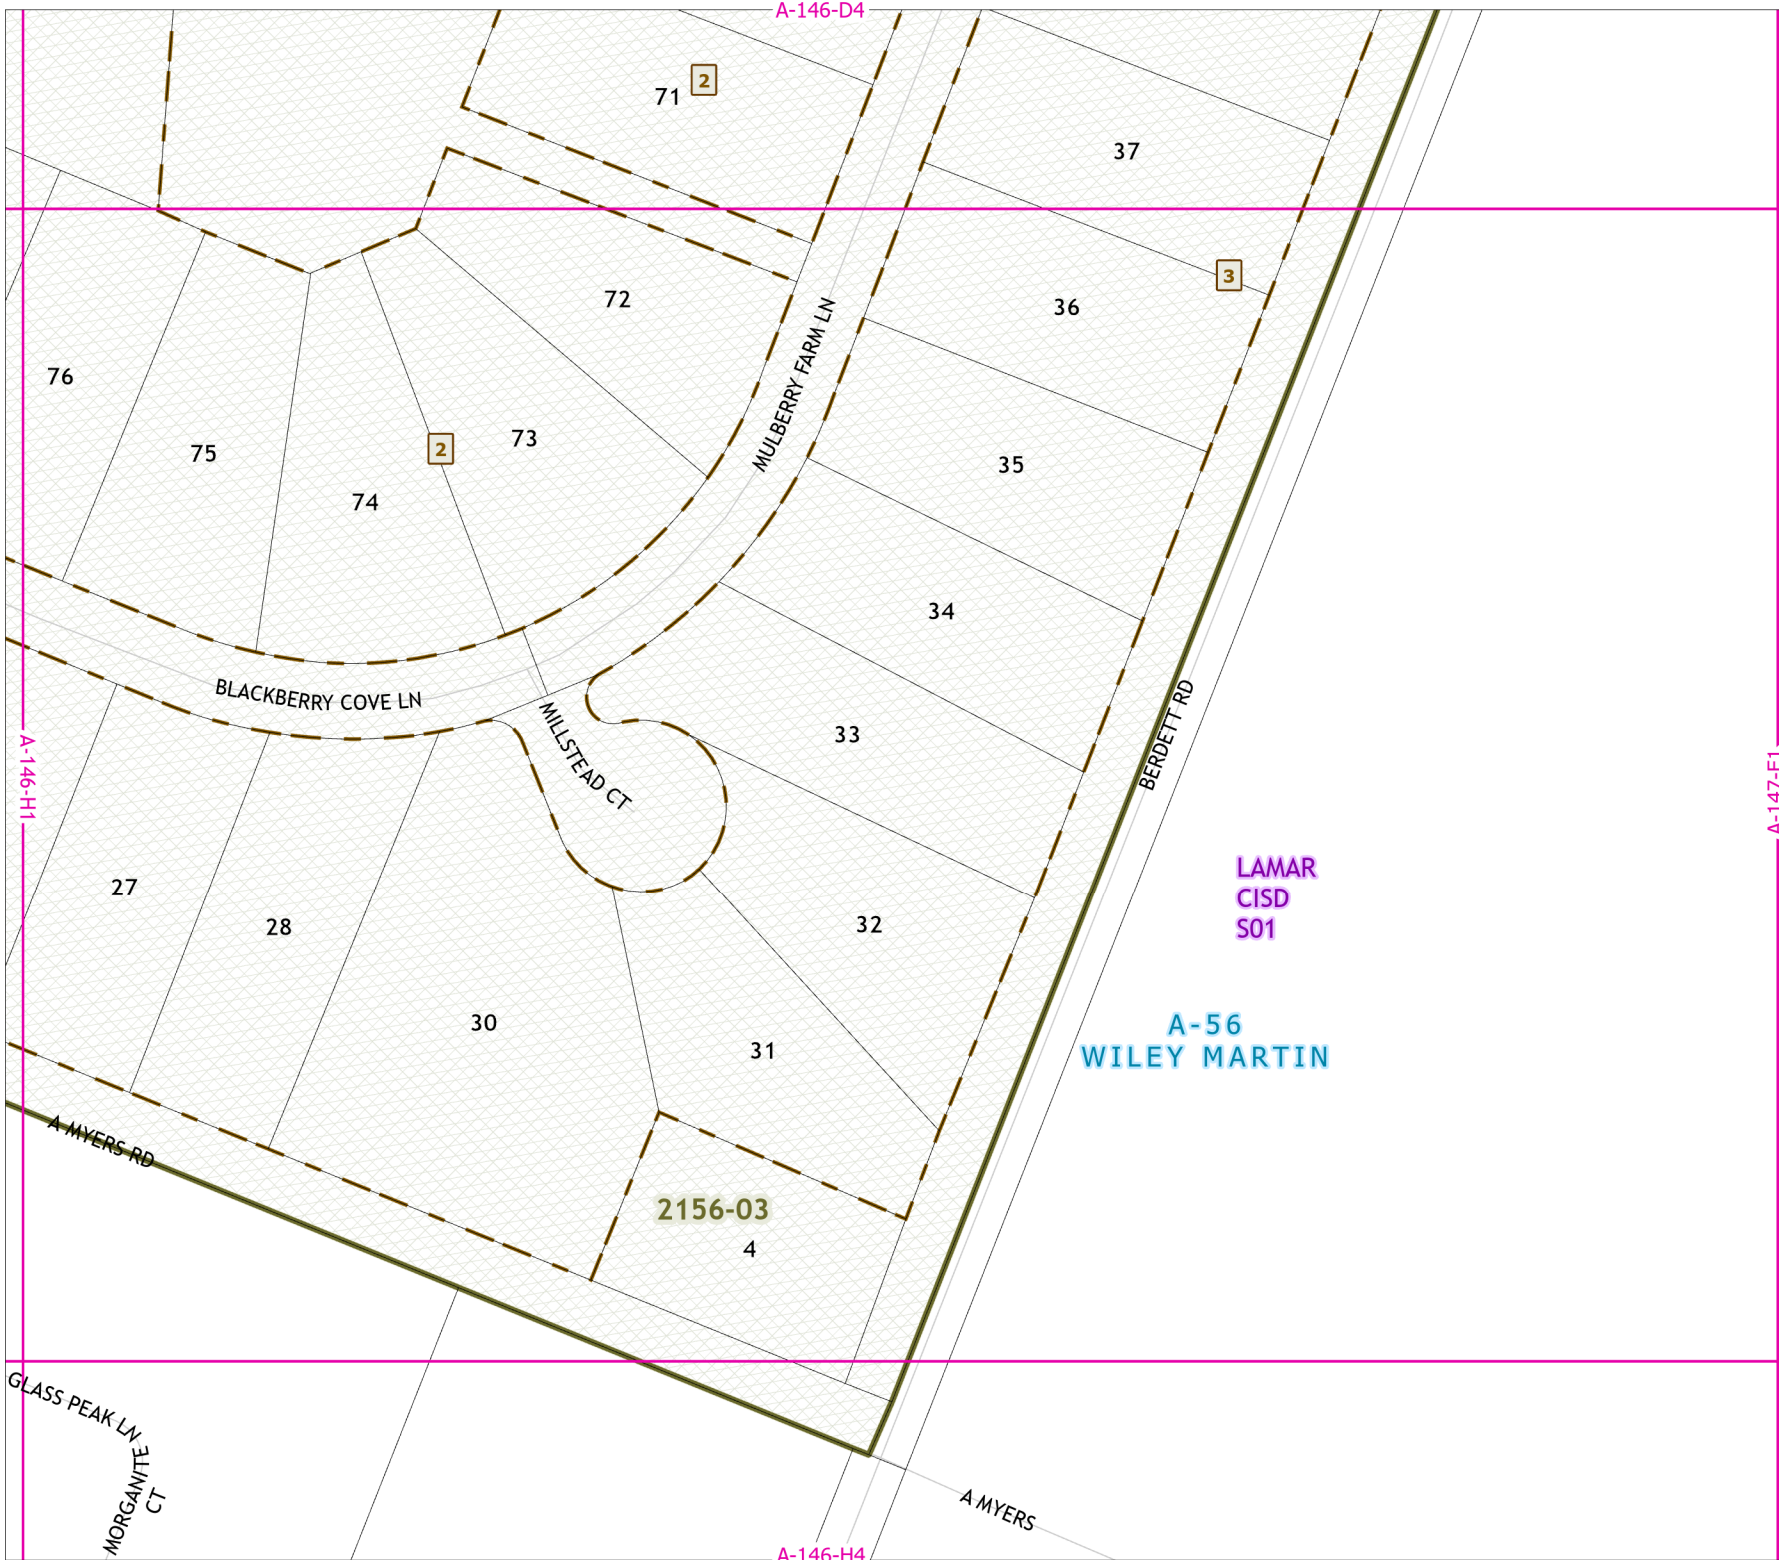 A-146-D4
2
71
37
3
36
72
MULBERRY FARM LN
76
73
2
75
35
74
34
BLACKBERRY COVE LN
MILLSTEAD CT
33
BERDETT RD
A-146-H1
A-147-E1
LAMAR
CISD
S01
27
28
32
30
31
A-56
WILEY MARTIN
A MYERS RD
2156-03
4
GLASS PEAK LN
MORGANITE
CT
A MYERS
A-146-H4